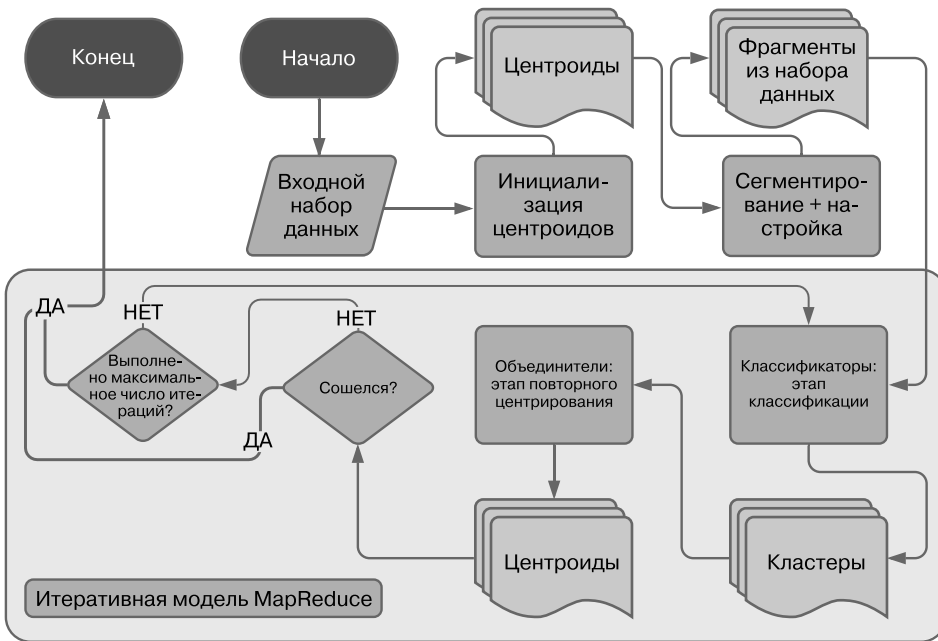 Конец
Начало
Центроиды
Фрагменты
из набора
данных
Входной
набор
данных
Инициали-
зация
центроидов
Сегментиро-
вание + на-
стройка
ДА
НЕТ
НЕТ
Выполне-
но максималь-
ное число ите-
раций?
Сошелся?
Объединители:
этап повторного
центрирования
Классификаторы:
этап
классификации
ДА
Центроиды
Кластеры
Итеративная модель MapReduce